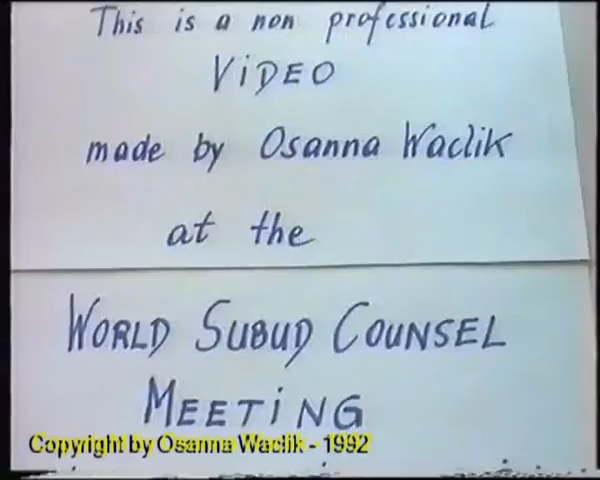 This is a non professional
ViDEO
made by Osanna Waclik
at the
WORLD SUBUD COUNSEL
MEETiNG
Copyright by Osanna Waclik - 1992